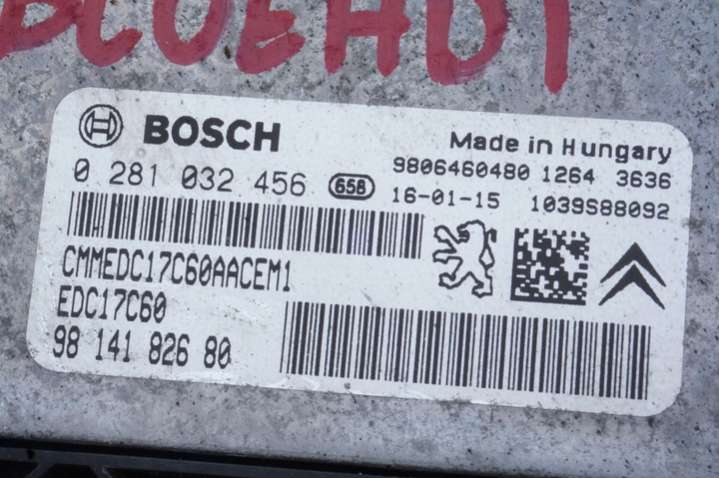 BLUEHDI
BOSCH
Made in Hungary
0 281 032 456 658
9806460480 1264 3636
16-01-15 1039S88092
CMMEDC17C60AACEM1
EDC17C60
98 141 826 80